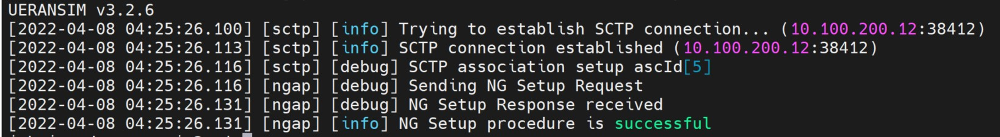 UERANSIM v3.2.6
[2022-04-08 04:25:26.100] [sctp] [info] Trying to establish SCTP connection... (10.100.200.12:38412)
[2022-04-08 04:25:26.113] [sctp] [info] SCTP connection established (10.100.200.12:38412)
[2022-04-08 04:25:26.116] [sctp] [debug] SCTP association setup ascId[5]
[2022-04-08 04:25:26.116] [ngap] [debug] Sending NG Setup Request
[2022-04-08 04:25:26.131] [ngap] [debug] NG Setup Response received
[2022-04-08 04:25:26.131] [ngap] [info] NG Setup procedure is successful